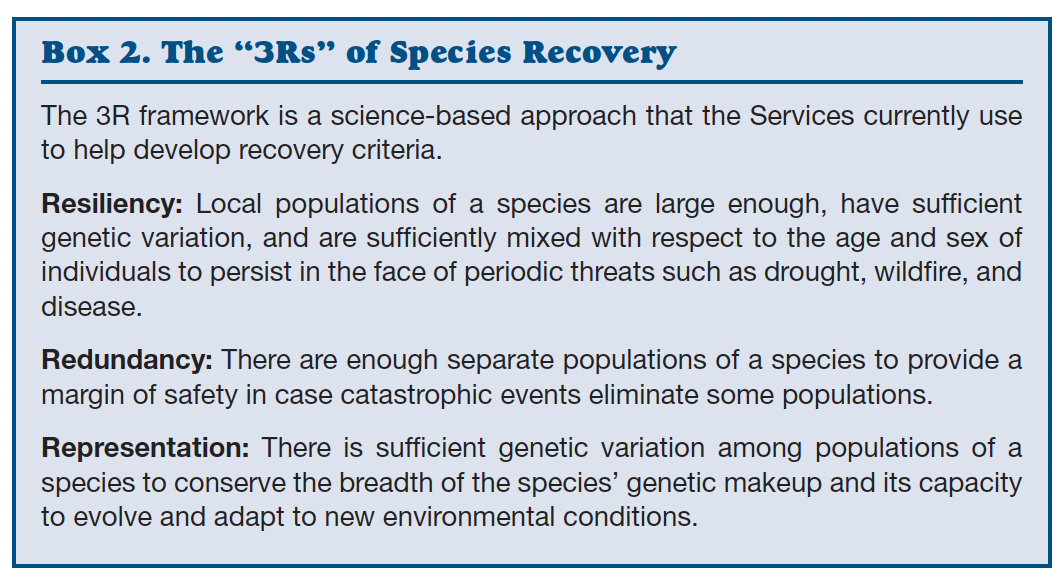 Box 2. The “3Rs” of Species Recovery
The 3R framework is a science-based approach that the Services currently use
to help develop recovery criteria.
Resiliency: Local populations of a species are large enough, have sufficient
genetic variation, and are sufficiently mixed with respect to the age and sex of
individuals to persist in the face of periodic threats such as drought, wildfire, and
disease.
Redundancy: There are enough separate populations of a species to provide a
margin of safety in case catastrophic events eliminate some populations.
Representation: There is sufficient genetic variation among populations of a
species to conserve the breadth of the species’ genetic makeup and its capacity
to evolve and adapt to new environmental conditions.